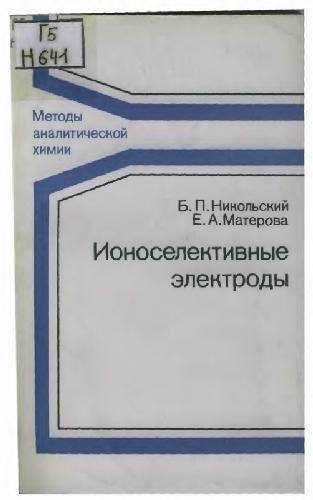 Г5
Н641
Методы
аналитической
химии
Б. П. Никольский
Е. А. Матерова
Ионоселективные
электроды